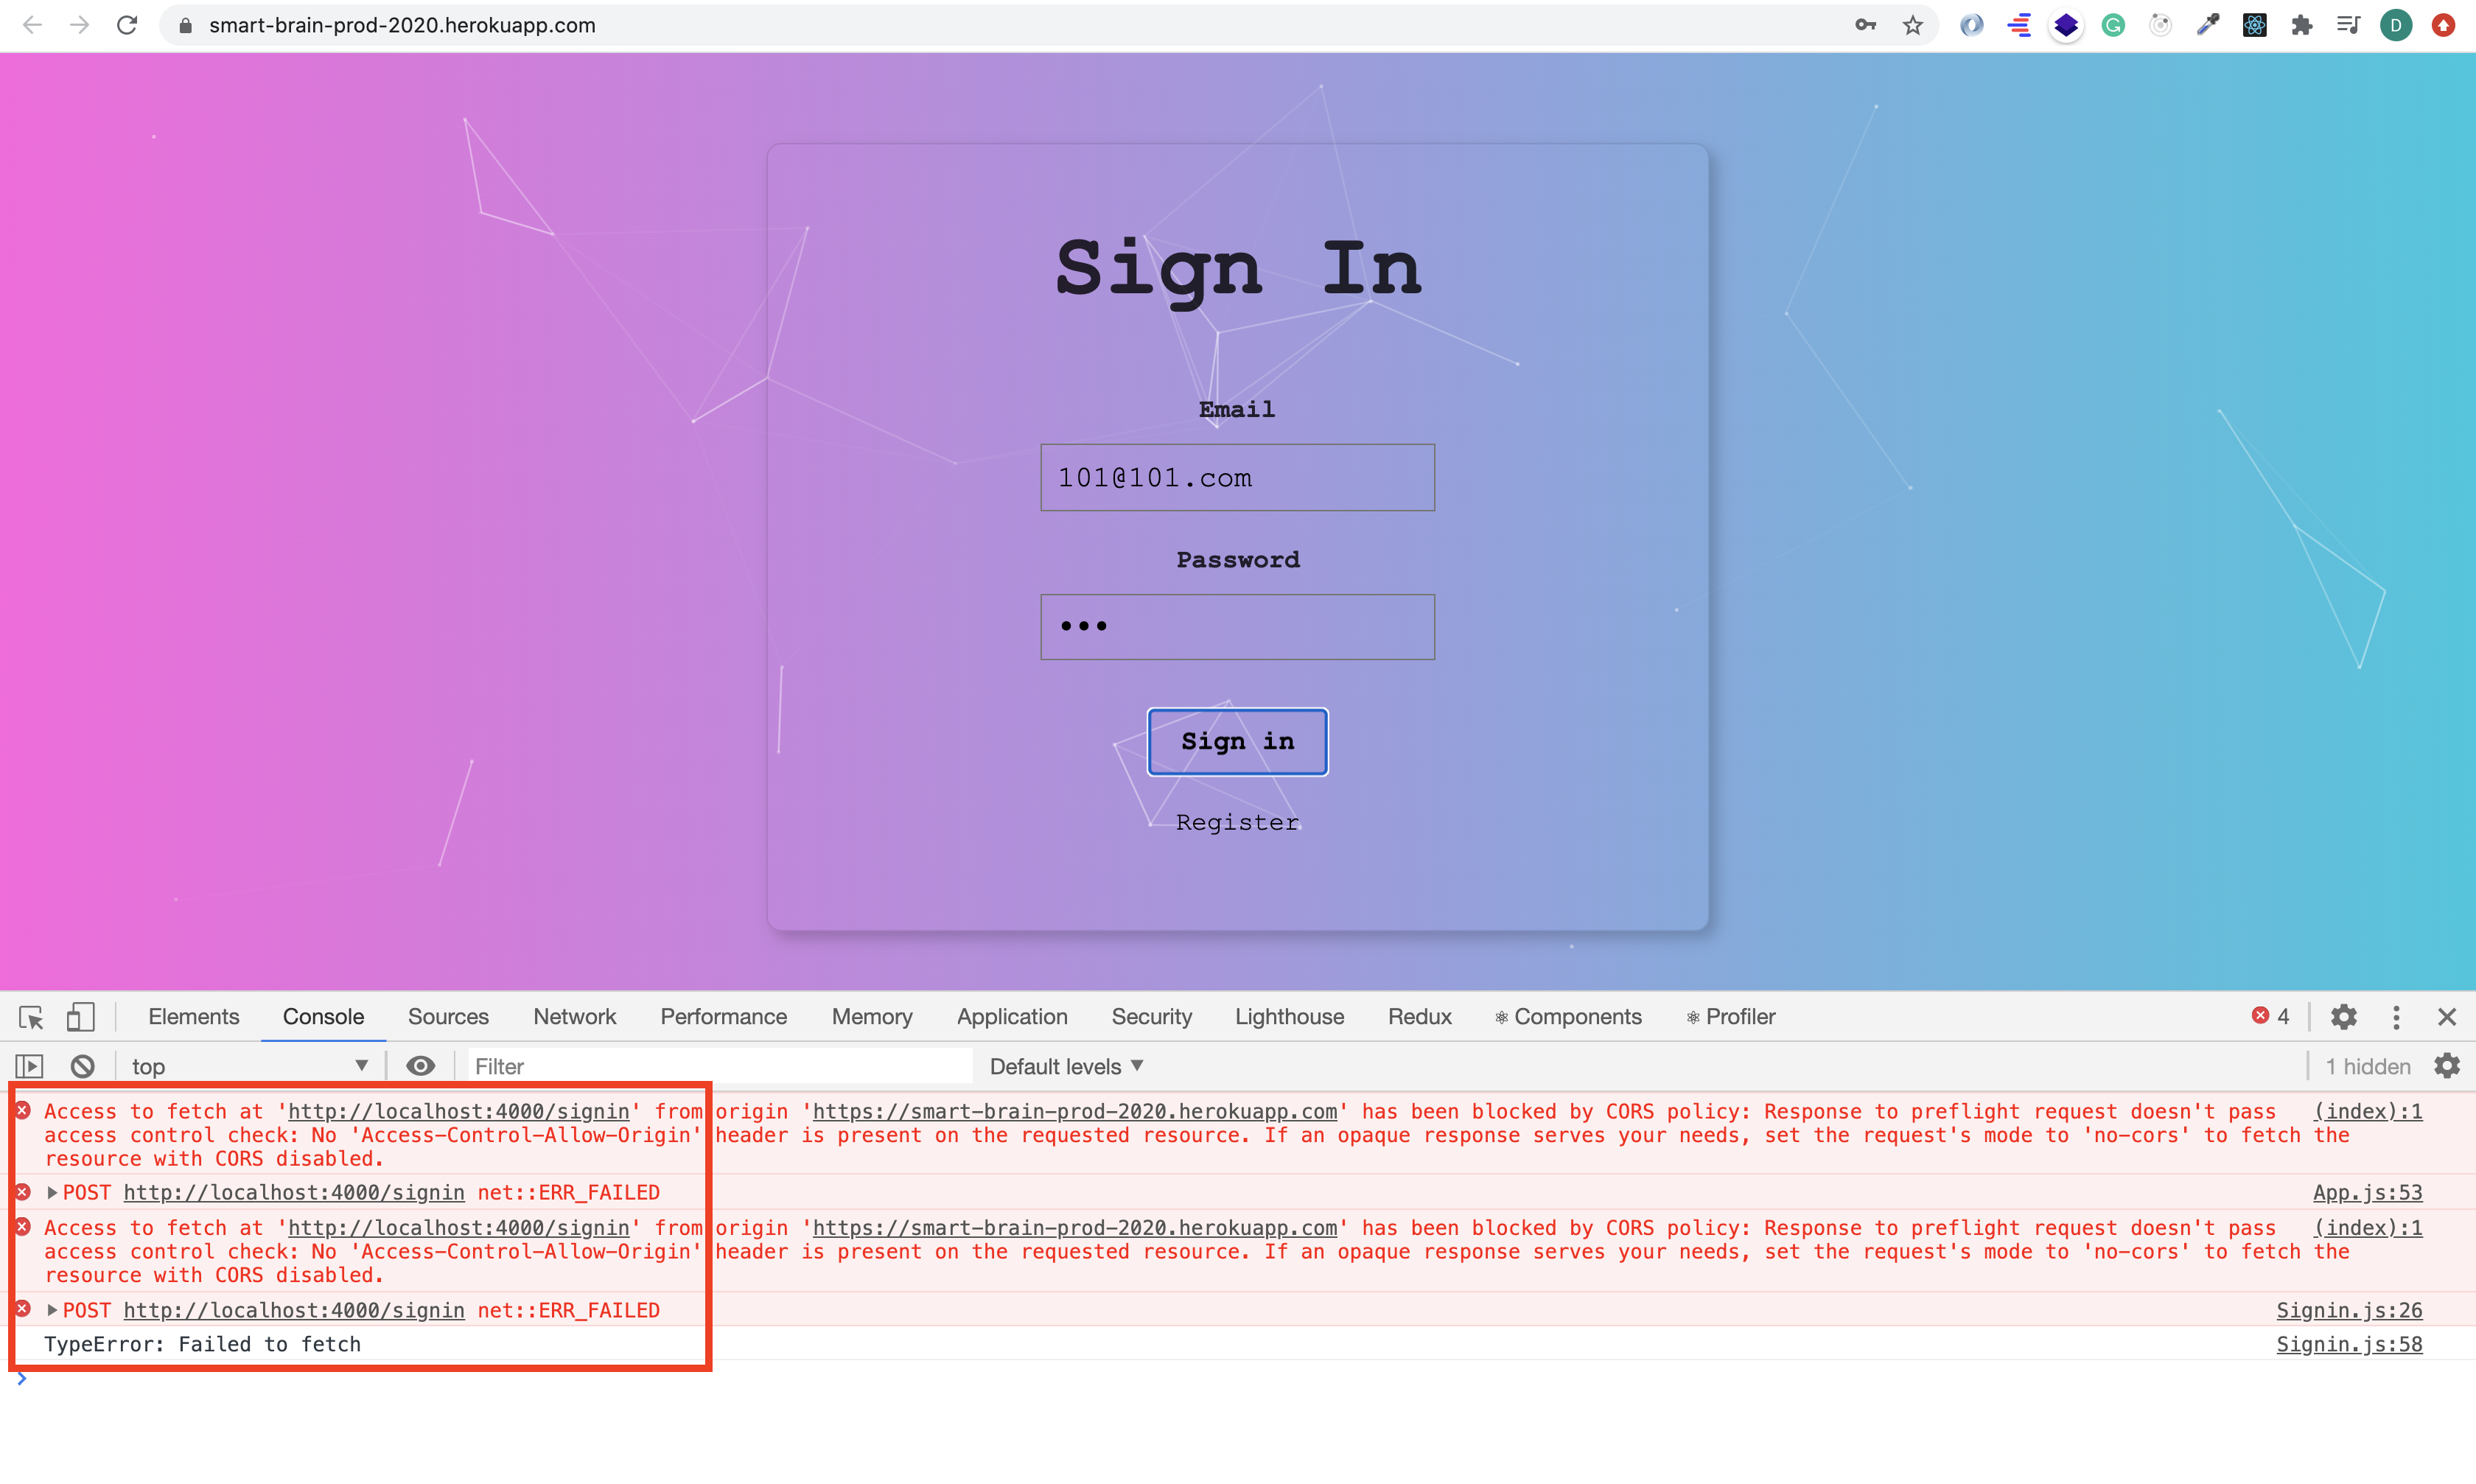 smart-brain-prod-2020.herokuapp.com
D
Sign In
Email
101@101.com
Password
•••
Sign in
Register
Elements Console Sources Network Performance Memory Application Security Lighthouse Redux ⚛ Components ⚛ Profiler 4
top ▼ Filter Default levels ▼ 1 hidden
Access to fetch at 'http://localhost:4000/signin' from origin 'https://smart-brain-prod-2020.herokuapp.com' has been blocked by CORS policy: Response to preflight request doesn't pass (index):1
access control check: No 'Access-Control-Allow-Origin' header is present on the requested resource. If an opaque response serves your needs, set the request's mode to 'no-cors' to fetch the
resource with CORS disabled.
▶POST http://localhost:4000/signin net::ERR_FAILED App.js:53
Access to fetch at 'http://localhost:4000/signin' from origin 'https://smart-brain-prod-2020.herokuapp.com' has been blocked by CORS policy: Response to preflight request doesn't pass (index):1
access control check: No 'Access-Control-Allow-Origin' header is present on the requested resource. If an opaque response serves your needs, set the request's mode to 'no-cors' to fetch the
resource with CORS disabled.
▶POST http://localhost:4000/signin net::ERR_FAILED Signin.js:26
TypeError: Failed to fetch Signin.js:58